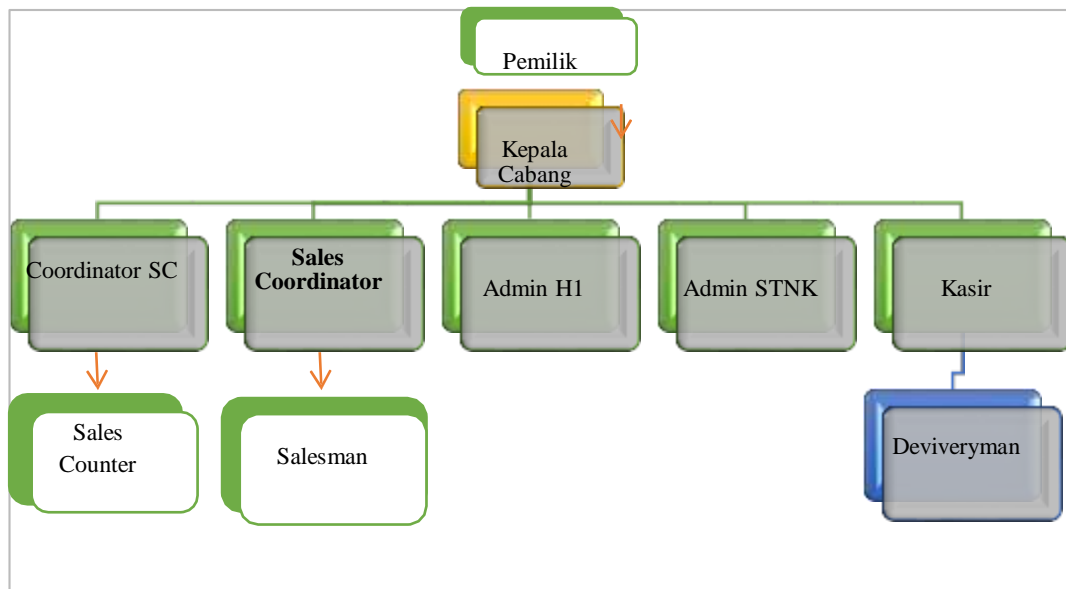 Pemilik
Kepala
Cabang
Coordinator SC
Sales
Coordinator
Admin H1
Admin STNK
Kasir
Sales
Counter
Salesman
Deviveryman